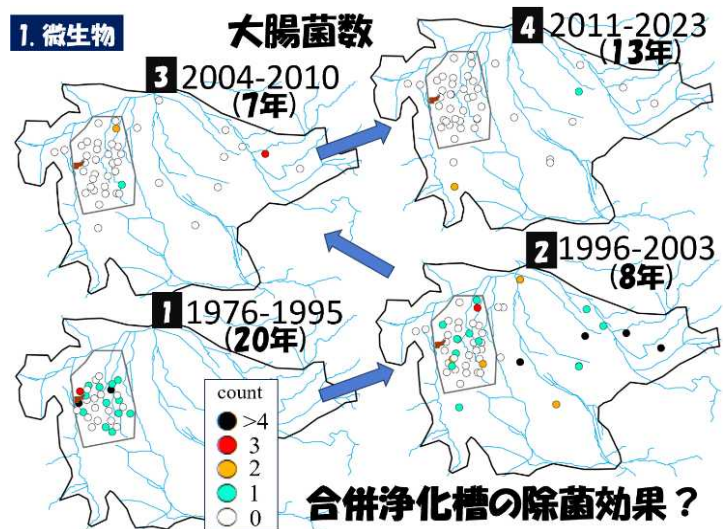 1. 微生物
大腸菌数
4 2011-2023
(13年)
3 2004-2010
(7年)
2 1996-2003
(8年)
1 1976-1995
(20年)
count
>4
3
2
1
0
合併浄化槽の除菌効果？